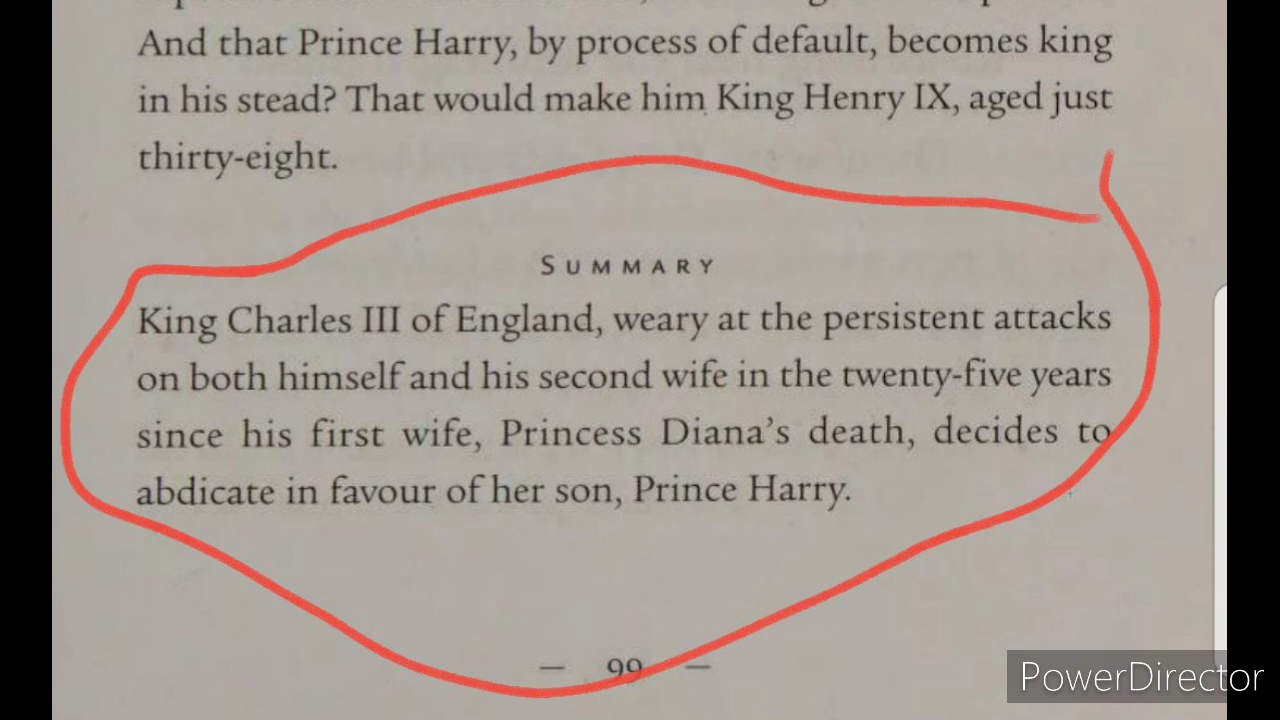 And that Prince Harry, by process of default, becomes king
in his stead? That would make him King Henry IX, aged just
thirty-eight.
SUMMARY
King Charles III of England, weary at the persistent attacks
on both himself and his second wife in the twenty-five years
since his first wife, Princess Diana's death, decides to
abdicate in favour of her son, Prince Harry.
— 99 —
PowerDirector